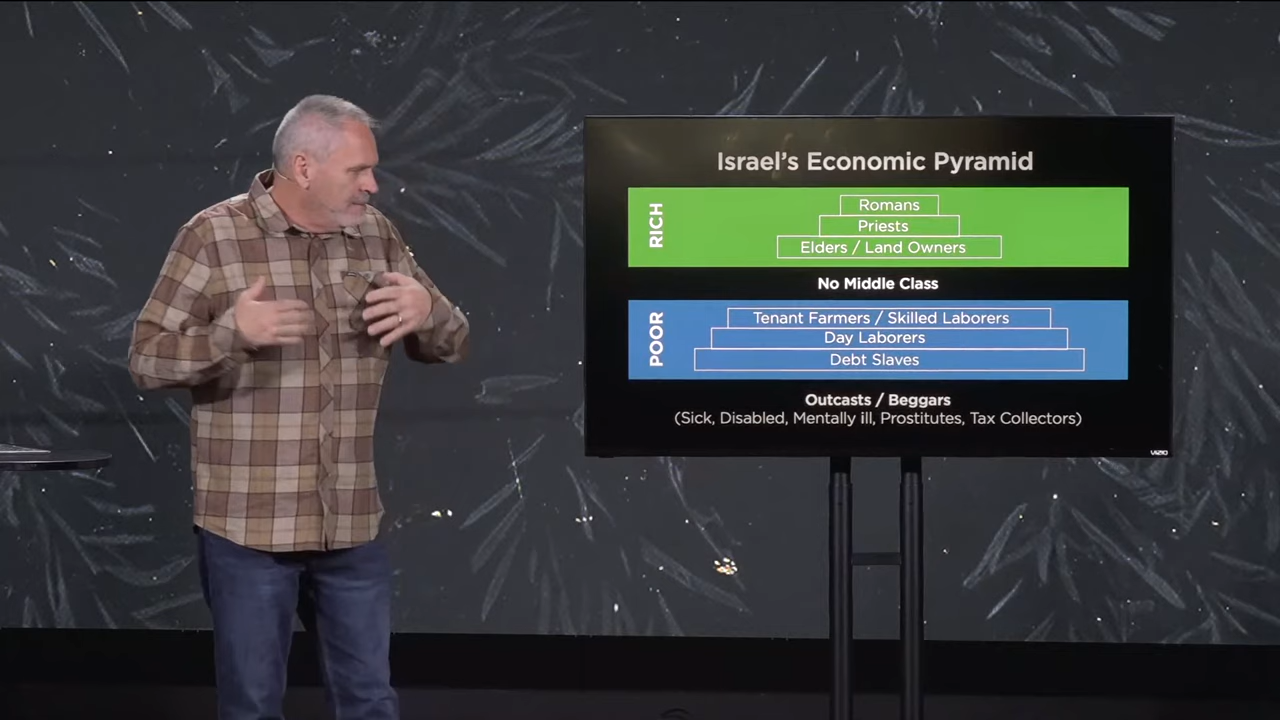 Israel's Economic Pyramid
RICH
Romans
Priests
Elders / Land Owners
No Middle Class
POOR
Tenant Farmers / Skilled Laborers
Day Laborers
Debt Slaves
Outcasts / Beggars
(Sick, Disabled, Mentally ill, Prostitutes, Tax Collectors)
VIZIO